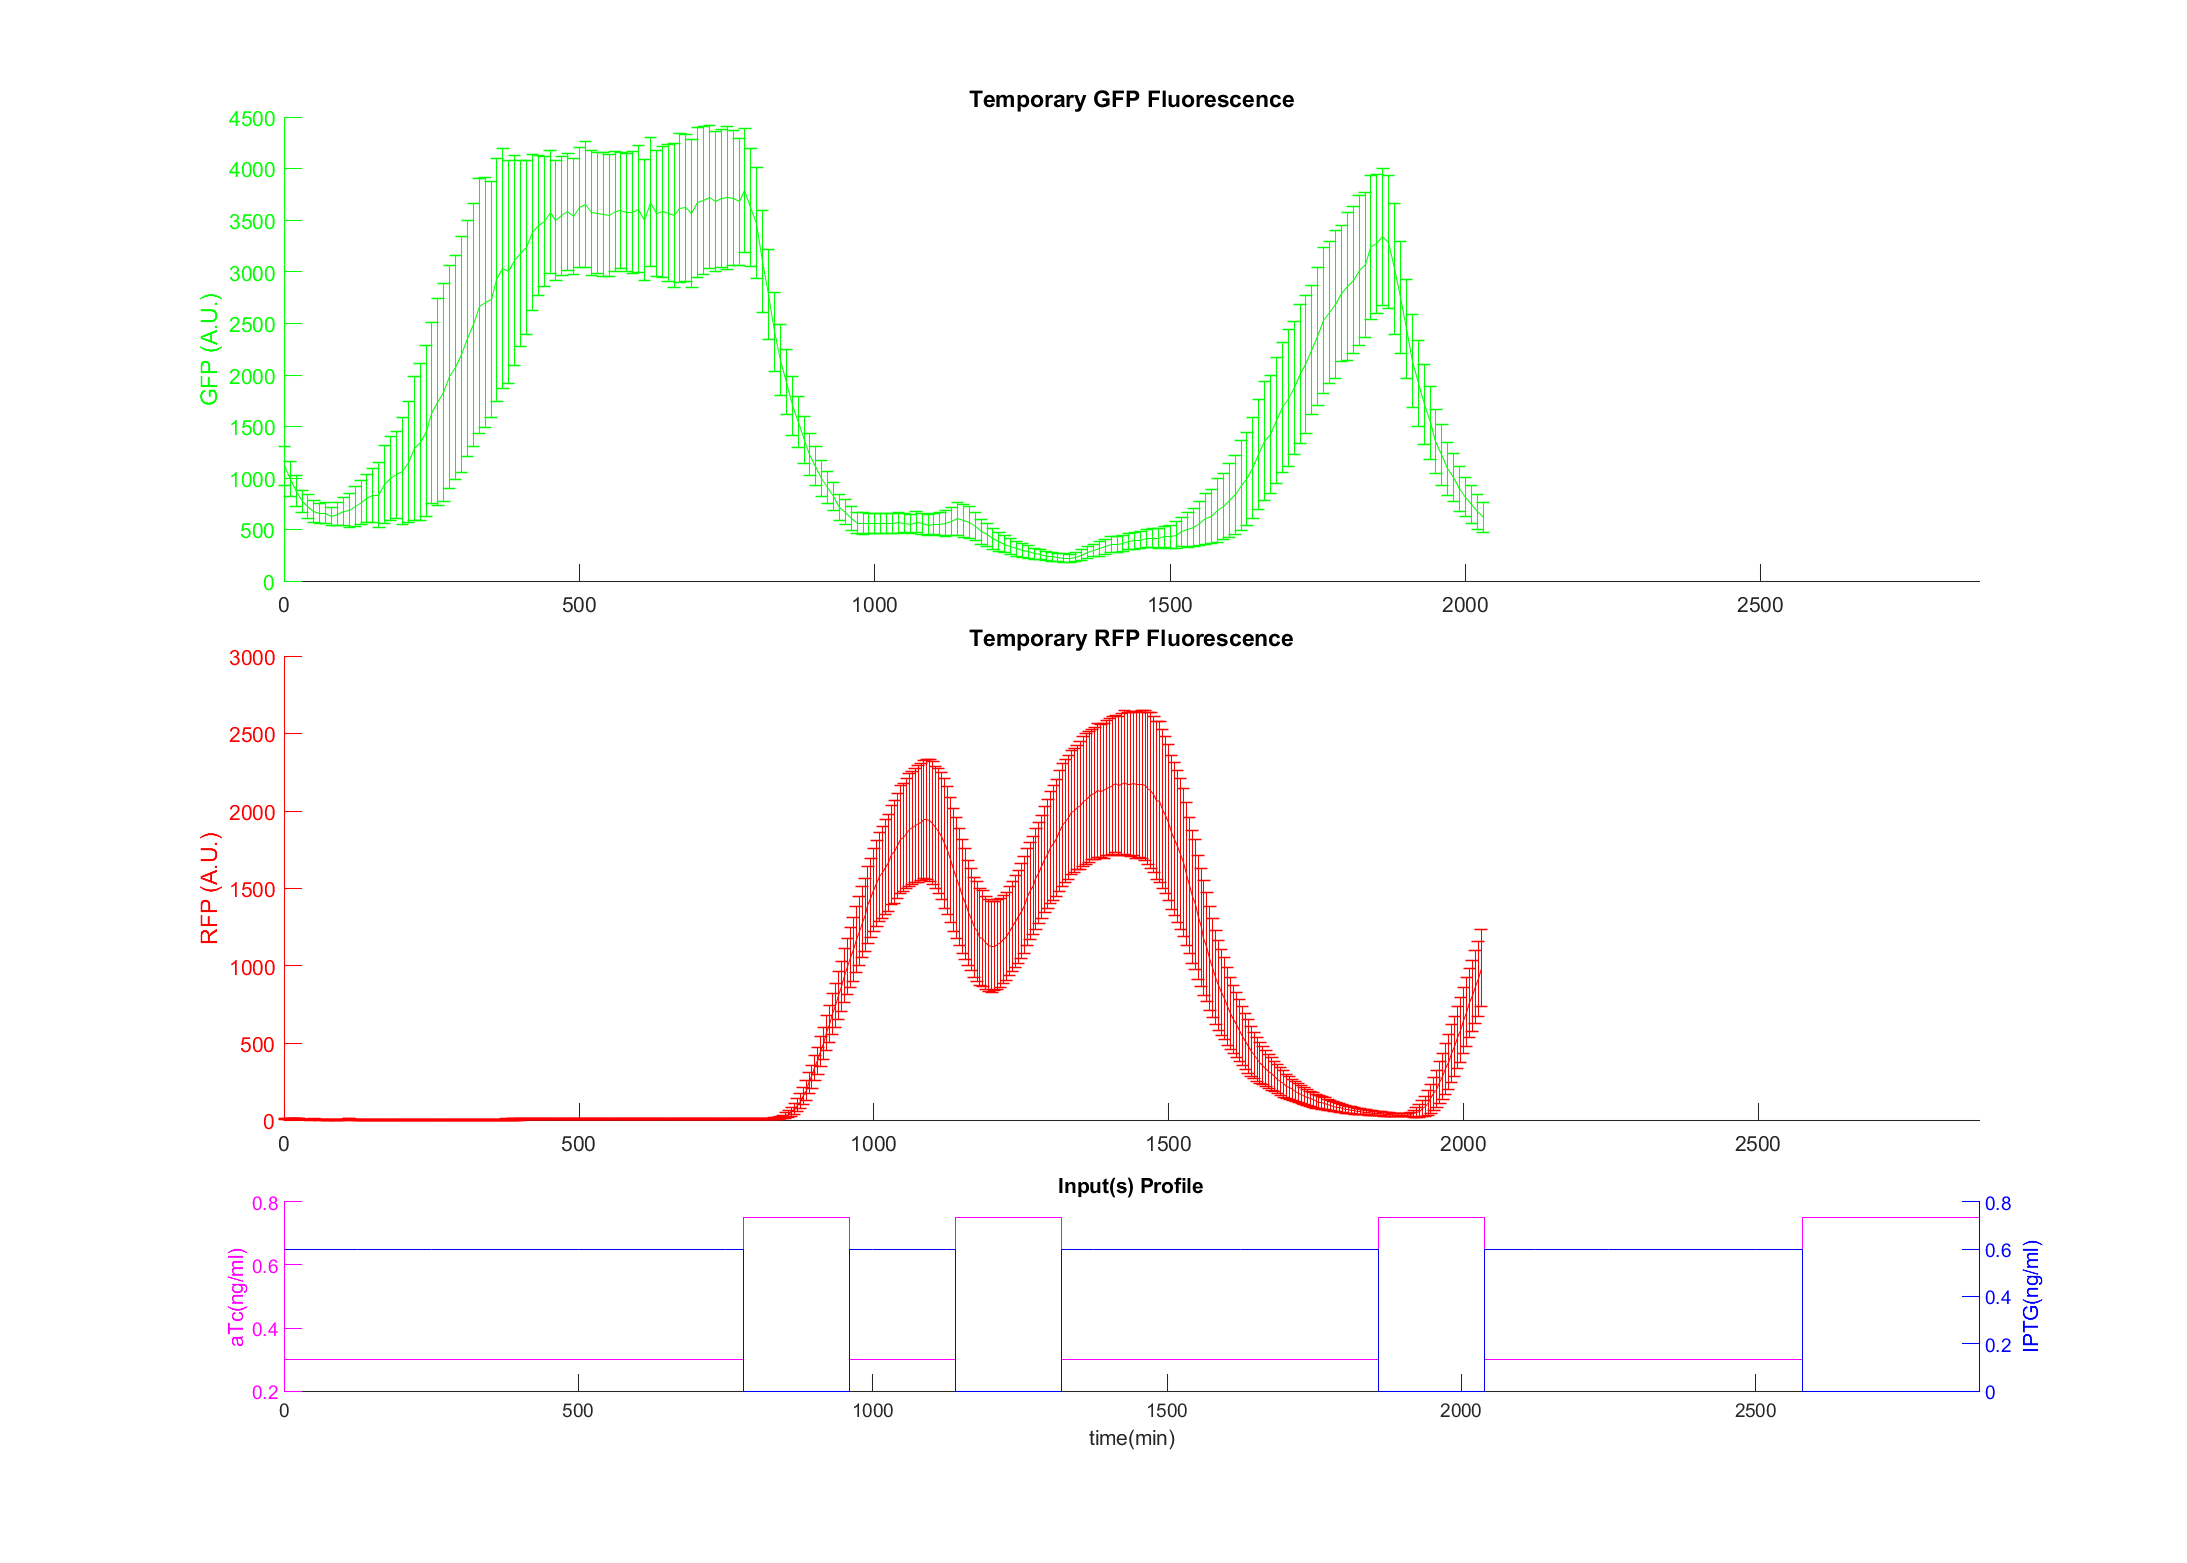 Temporary GFP Fluorescence
4500
4000
3500
3000
2500
2000
1500
1000
500
0
GFP (A.U.)
0 500 1000 1500 2000 2500
Temporary RFP Fluorescence
3000
2500
2000
1500
1000
500
0
RFP (A.U.)
0 500 1000 1500 2000 2500
Input(s) Profile
0.8
0.6
0.4
0.2
aTc(ng/ml)
0.8
0.6
0.4
0.2
0
IPTG(ng/ml)
0 500 1000 1500 2000 2500
time(min)